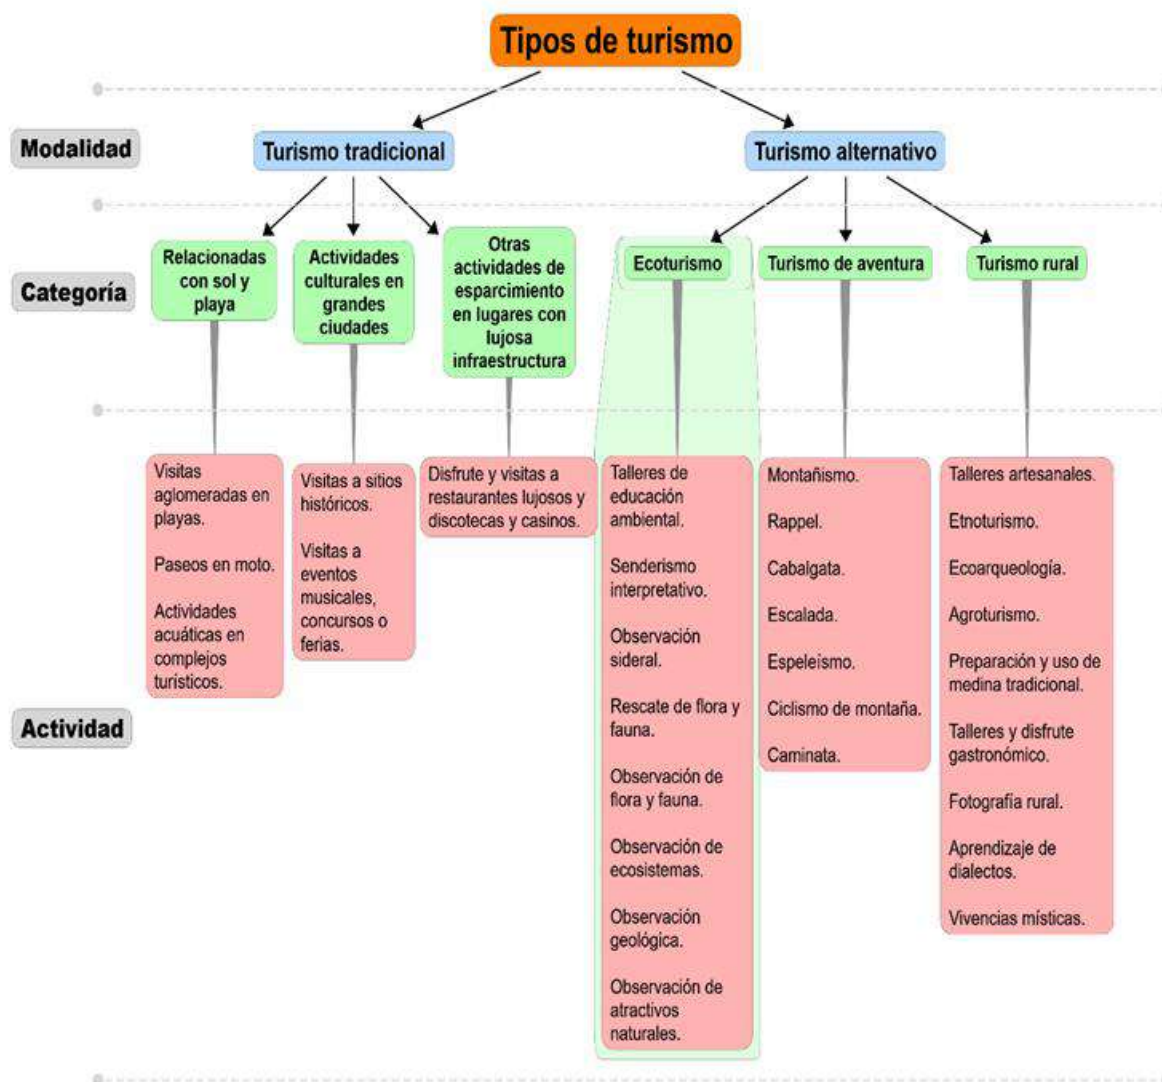 Tipos de turismo
Modalidad
Turismo tradicional
Turismo alternativo
Categoría
Relacionadas
con sol y
playa
Actividades
culturales en
grandes
ciudades
Otras
actividades de
esparcimiento
en lugares con
lujosa
infraestructura
Ecoturismo
Turismo de aventura
Turismo rural
Actividad
Visitas
aglomeradas en
playas.
Paseos en moto.
Actividades
acuáticas en
complejos
turísticos.
Visitas a sitios
históricos.
Visitas a
eventos
musicales,
concursos o
ferias.
Disfrute y visitas a
restaurantes lujosos y
discotecas y casinos.
Talleres de
educación
ambiental.
Senderismo
interpretativo.
Observación
sideral.
Rescate de flora y
fauna.
Observación de
flora y fauna.
Observación de
ecosistemas.
Observación
geológica.
Observación de
atractivos
naturales.
Montañismo.
Rappel.
Cabalgata.
Escalada.
Espeleísmo.
Ciclismo de montaña.
Caminata.
Talleres artesanales.
Etnoturismo.
Ecoarqueología.
Agroturismo.
Preparación y uso de
medina tradicional.
Talleres y disfrute
gastronómico.
Fotografía rural.
Aprendizaje de
dialectos.
Vivencias místicas.